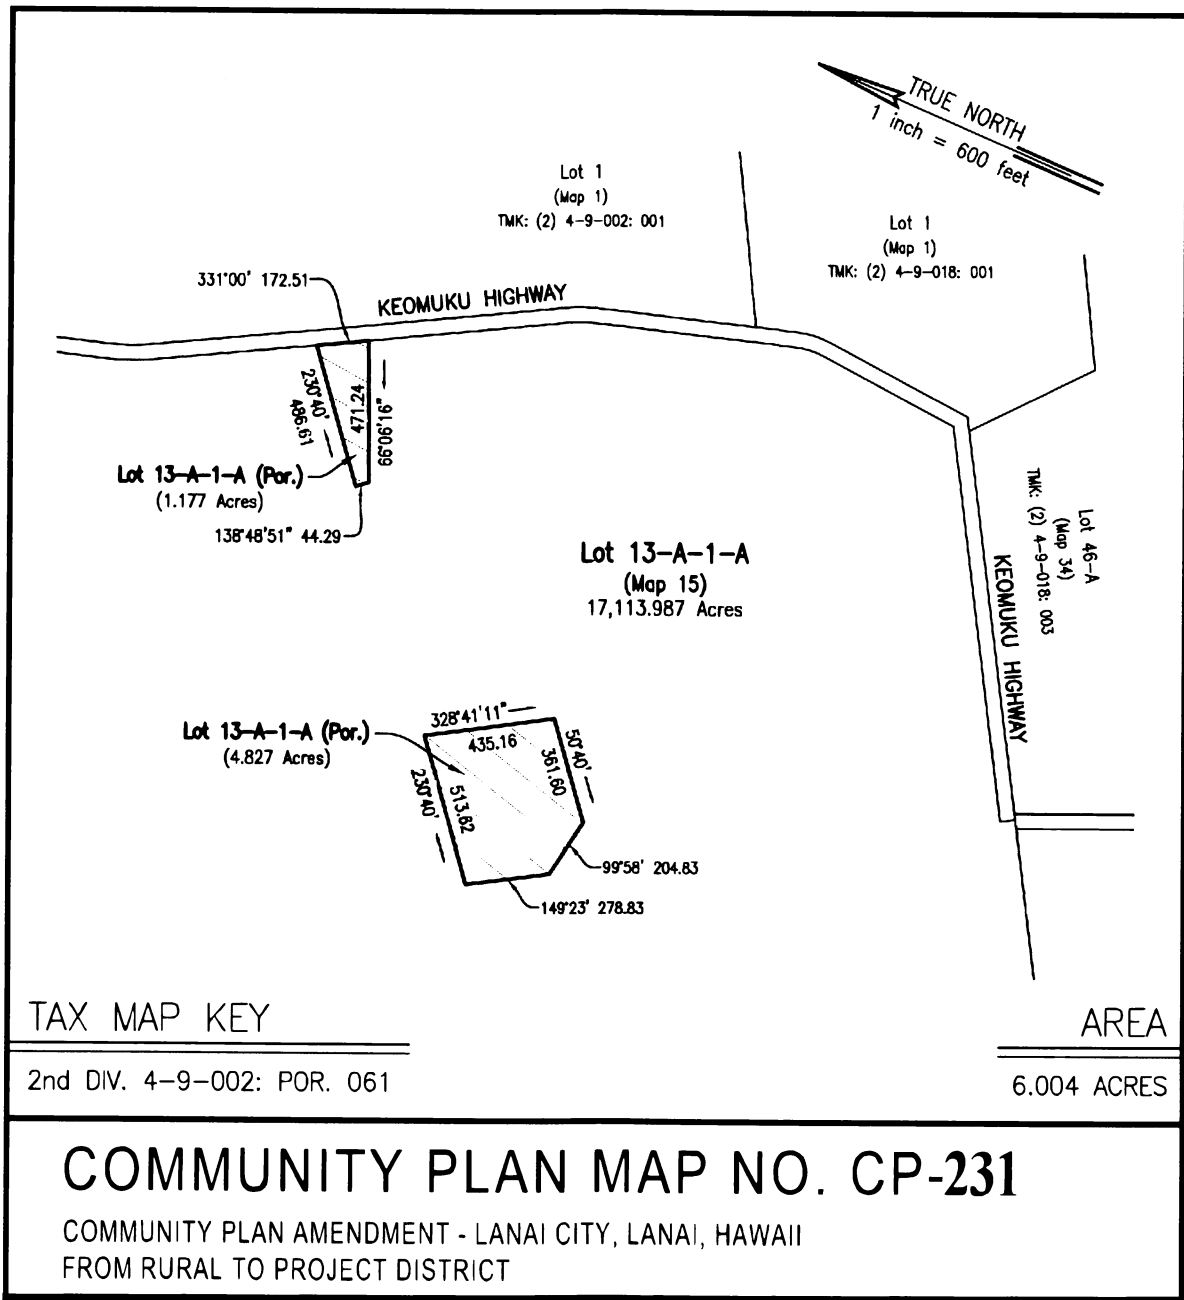 TRUE NORTH
1 inch = 600 feet
Lot 1
(Map 1)
TMK: (2) 4-9-002: 001
Lot 1
(Map 1)
TMK: (2) 4-9-018: 001
331°00' 172.51
KEOMUKU HIGHWAY
230°40'
486.61
471.24
66°06'16"
Lot 13-A-1-A (Por.)
(1.177 Acres)
138°48'51" 44.29
Lot 13-A-1-A
(Map 15)
17,113.987 Acres
Lot 46-A
(Map 34)
TMK: (2) 4-9-018: 003
KEOMUKU HIGHWAY
Lot 13-A-1-A (Por.)
(4.827 Acres)
328°41'11"
435.16
50°40'
361.60
230°40'
513.62
99°58' 204.83
149°23' 278.83
TAX MAP KEY
2nd DIV. 4-9-002: POR. 061
AREA
6.004 ACRES
COMMUNITY PLAN MAP NO. CP-231
COMMUNITY PLAN AMENDMENT - LANAI CITY, LANAI, HAWAII
FROM RURAL TO PROJECT DISTRICT